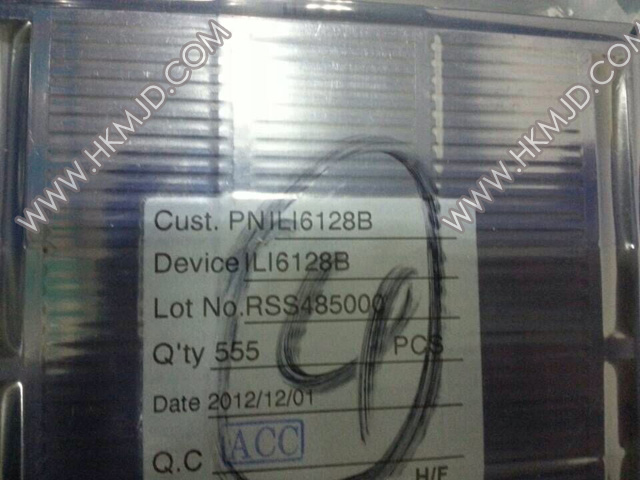 WWW.HKMJD.COM
WWW.HKMJD.COM
Cust. PN ILI6128B
Device ILI6128B
Lot No. RSS485000
Q'ty 555 PCS
Date 2012/12/01
Q.C ACC
H/F
4